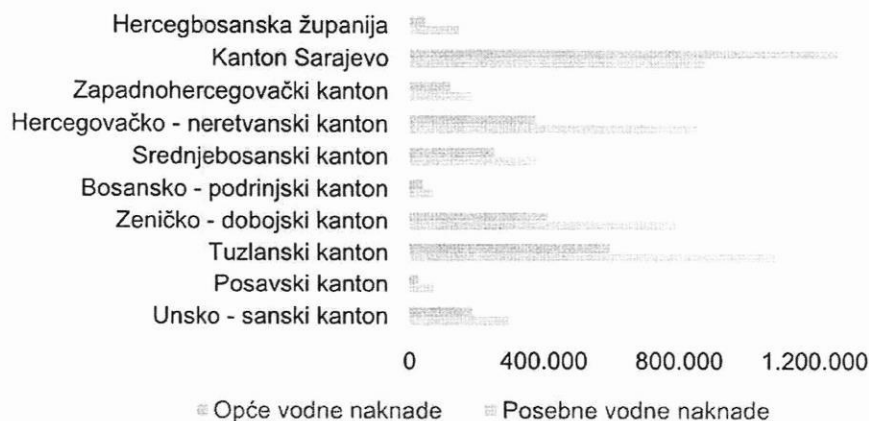 Hercegbosanska županija
Kanton Sarajevo
Zapadnohercegovački kanton
Hercegovačko - neretvanski kanton
Srednjebosanski kanton
Bosansko - podrinjski kanton
Zeničko - dobojski kanton
Tuzlanski kanton
Posavski kanton
Unsko - sanski kanton
0 400.000 800.000 1.200.000
Opće vodne naknade Posebne vodne naknade